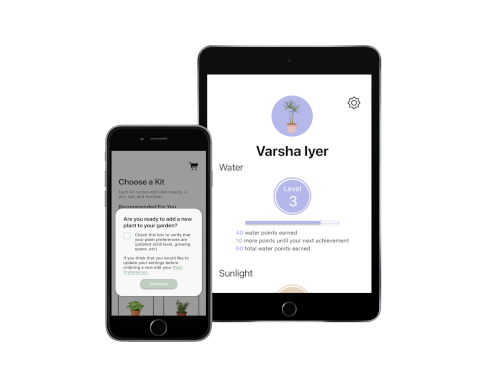 Varsha Iyer
Water
Level
3
40 water points earned
10 more points until your next achievement
60 total water points earned
Sunlight
Choose a Kit
Each kit comes with plant seeds, a
pot, soil, and fertilizer.
Recommended For You
Are you ready to add a new
plant to your garden?
Check this box to verify that
your plant preferences are
updated (skill level, growing
space, etc)
If you think that you would like to
update your settings before
ordering a new
edit your Plant
Preferences
Continue